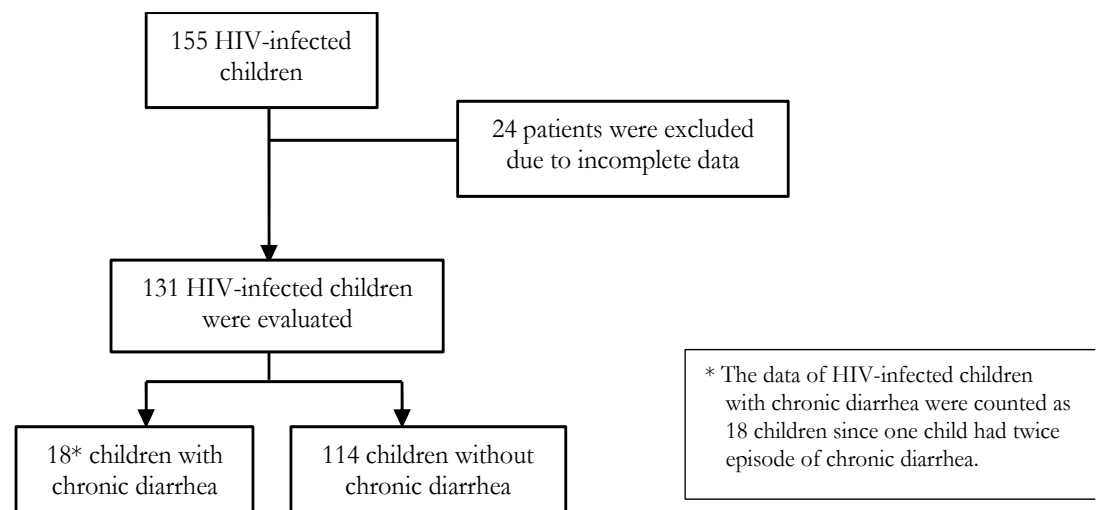 155 HIV-infected
children
24 patients were excluded
due to incomplete data
131 HIV-infected children
were evaluated
18* children with
chronic diarrhea
114 children without
chronic diarrhea
* The data of HIV-infected children
with chronic diarrhea were counted as
18 children since one child had twice
episode of chronic diarrhea.